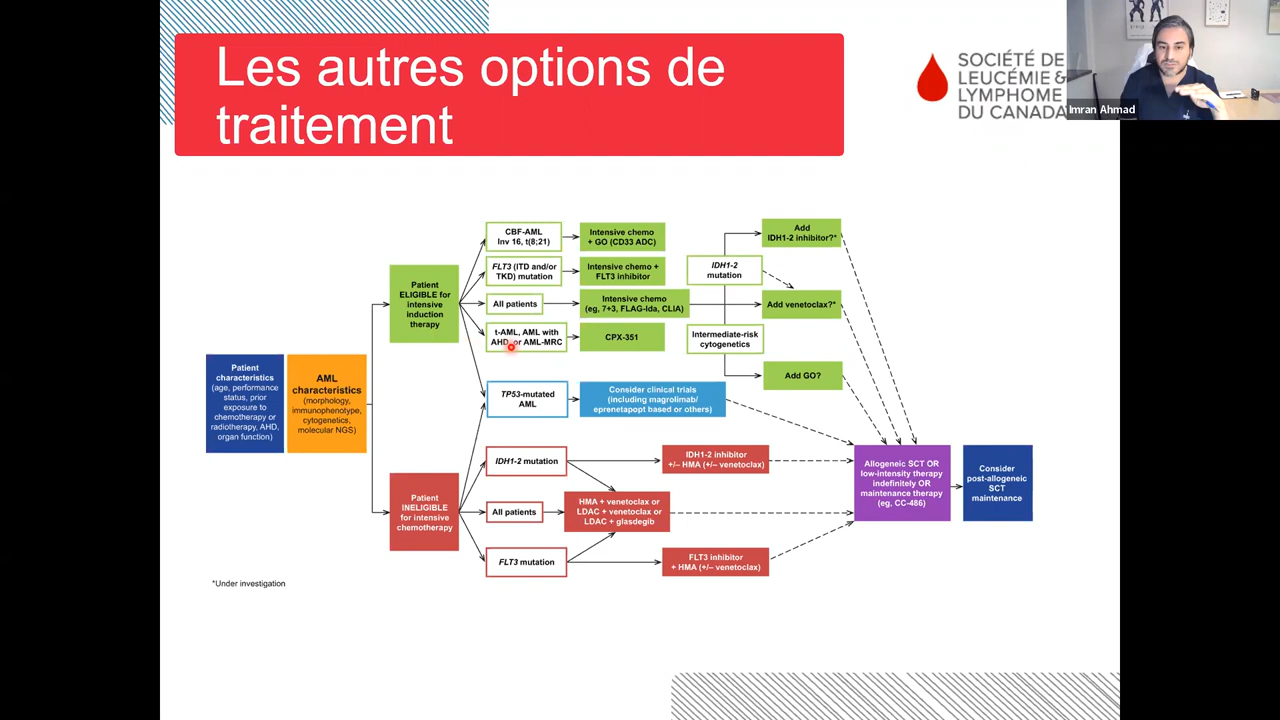 Les autres options de
traitement
SOCIÉTÉ DE
LEUCÉMIE &
LYMPHOME
DU CANADA
Imran Ahmad
Patient
characteristics
(age, performance
status, prior
exposure to
chemotherapy or
radiotherapy, AHD,
organ function)
AML
characteristics
(morphology,
immunophenotype,
cytogenetics,
molecular NGS)
Patient
ELIGIBLE for
intensive
induction
therapy
CBF-AML
Inv 16, t(8;21)
Intensive chemo
+ GO (CD33 ADC)
FLT3 (ITD and/or
TKD) mutation
Intensive chemo +
FLT3 inhibitor
All patients
Intensive chemo
(eg, 7+3, FLAG-Ida, CLIA)
t-AML, AML with
AHD, or AML-MRC
CPX-351
IDH1-2
mutation
Intermediate-risk
cytogenetics
Add
IDH1-2 inhibitor?*
Add venetoclax?*
Add GO?
TP53-mutated
AML
Consider clinical trials
(including magrolimab/
eprenetapopt based or others)
Patient
INELIGIBLE
for intensive
chemotherapy
IDH1-2 mutation
IDH1-2 inhibitor
+/– HMA (+/– venetoclax)
All patients
HMA + venetoclax or
LDAC + venetoclax or
LDAC + glasdegib
FLT3 mutation
FLT3 inhibitor
+ HMA (+/– venetoclax)
Allogeneic SCT OR
low-intensity therapy
indefinitely OR
maintenance therapy
(eg, CC-486)
Consider
post-allogeneic
SCT
maintenance
*Under investigation